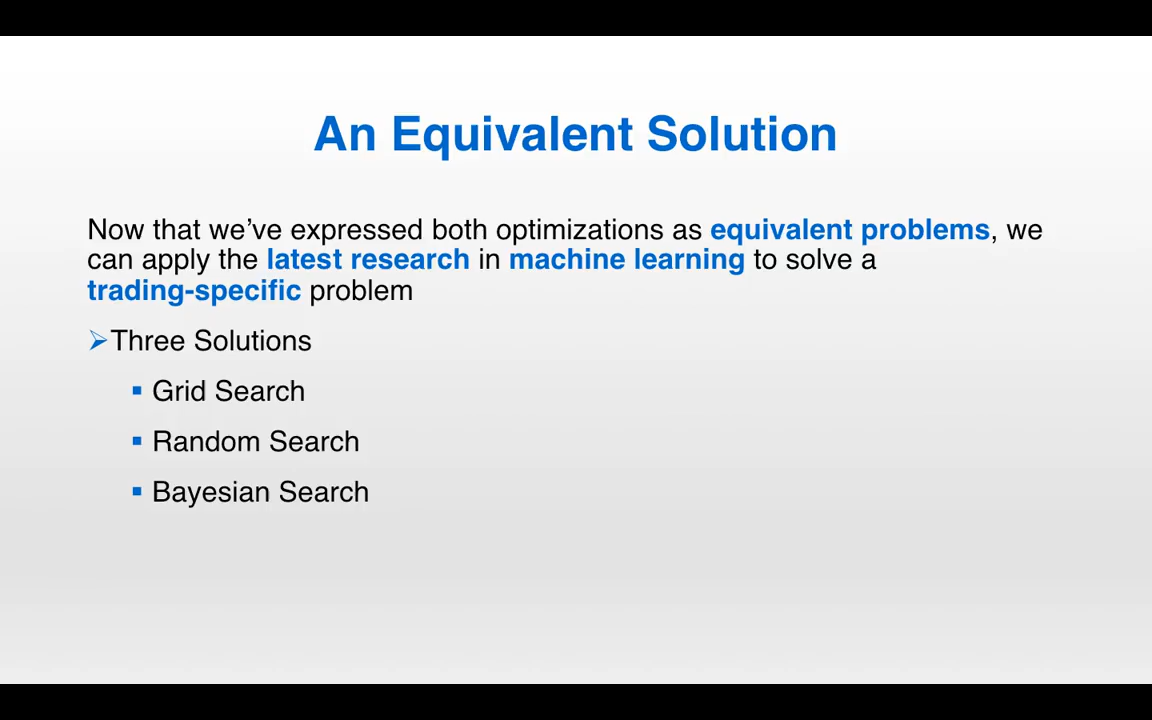 An Equivalent Solution
Now that we’ve expressed both optimizations as equivalent problems, we
can apply the latest research in machine learning to solve a
trading-specific problem
➢Three Solutions
▪ Grid Search
▪ Random Search
▪ Bayesian Search